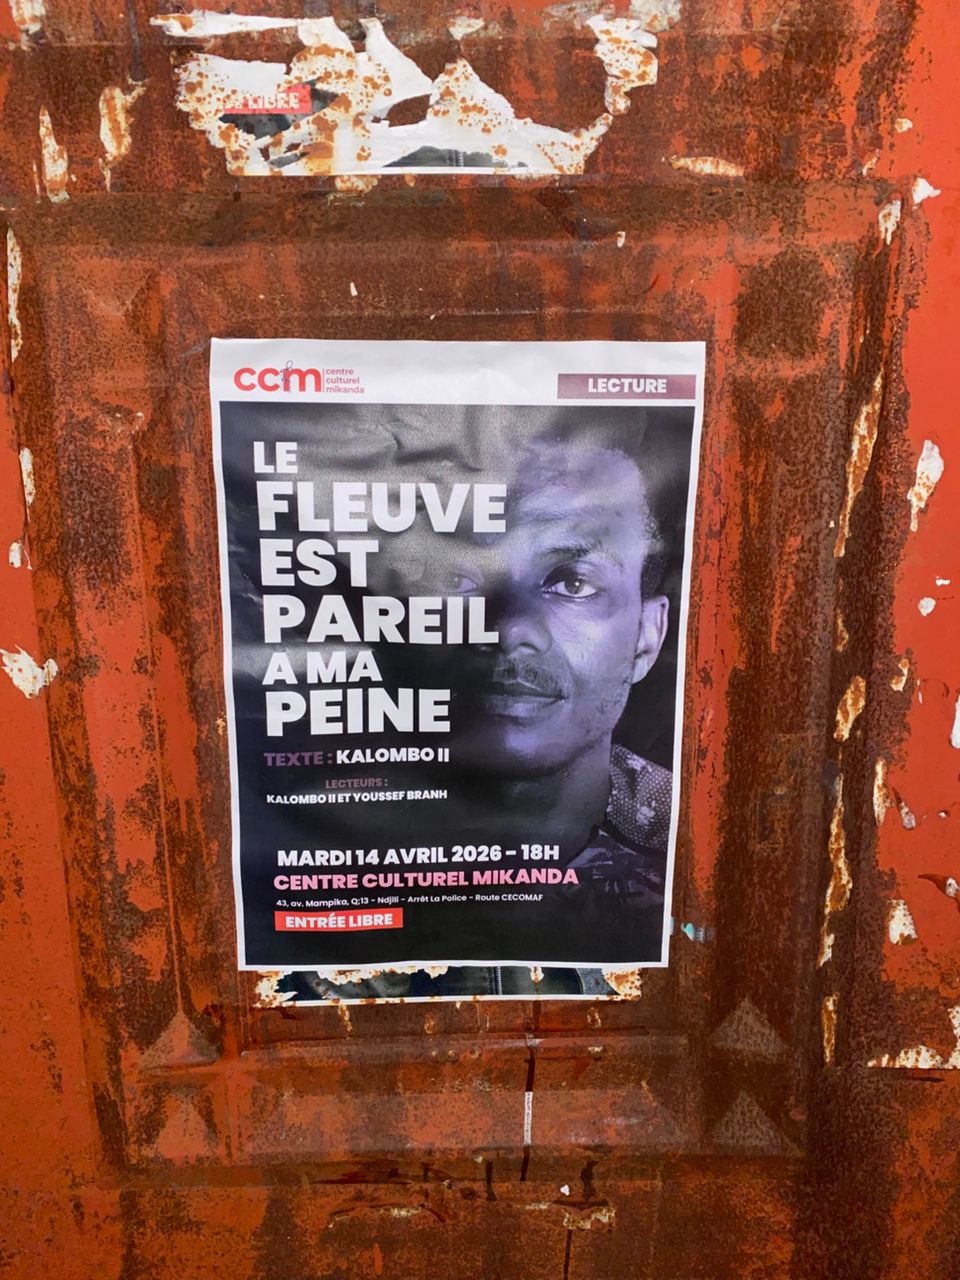 LIBRE
ccm
centre
culturel
mikanda
LECTURE
LE
FLEUVE
EST
PAREIL
A MA
PEINE
TEXTE : KALOMBO II
LECTEURS :
KALOMBO II ET YOUSSEF BRANH
MARDI 14 AVRIL 2026 - 18H
CENTRE CULTUREL MIKANDA
43, av. Mampika, Q;13 - Ndjili - Arrêt La Police - Route CECOMAF
ENTRÉE LIBRE